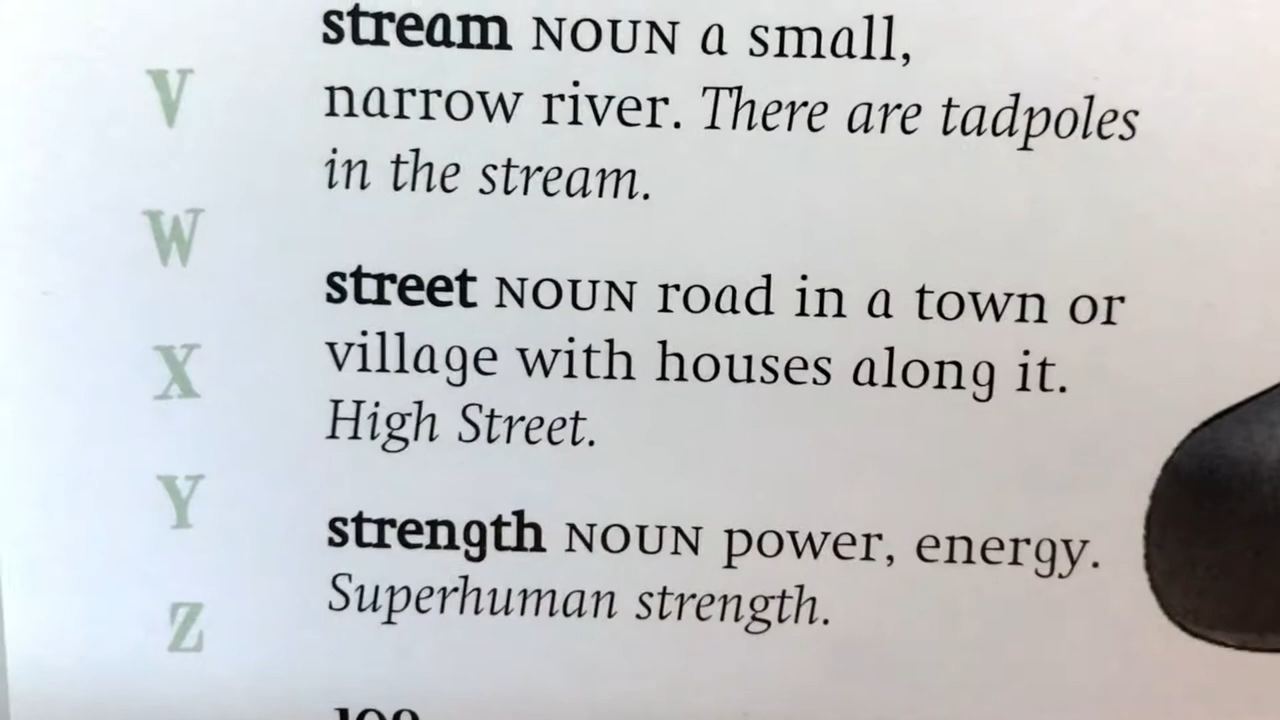 stream NOUN a small,
narrow river. There are tadpoles
in the stream.
street NOUN road in a town or
village with houses along it.
High Street.
strength NOUN power, energy.
Superhuman strength.
V
W
X
Y
Z